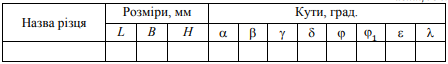 Назва різця
Розміри, мм
Кути, град.
L B H α β γ δ φ φ₁ ε λ